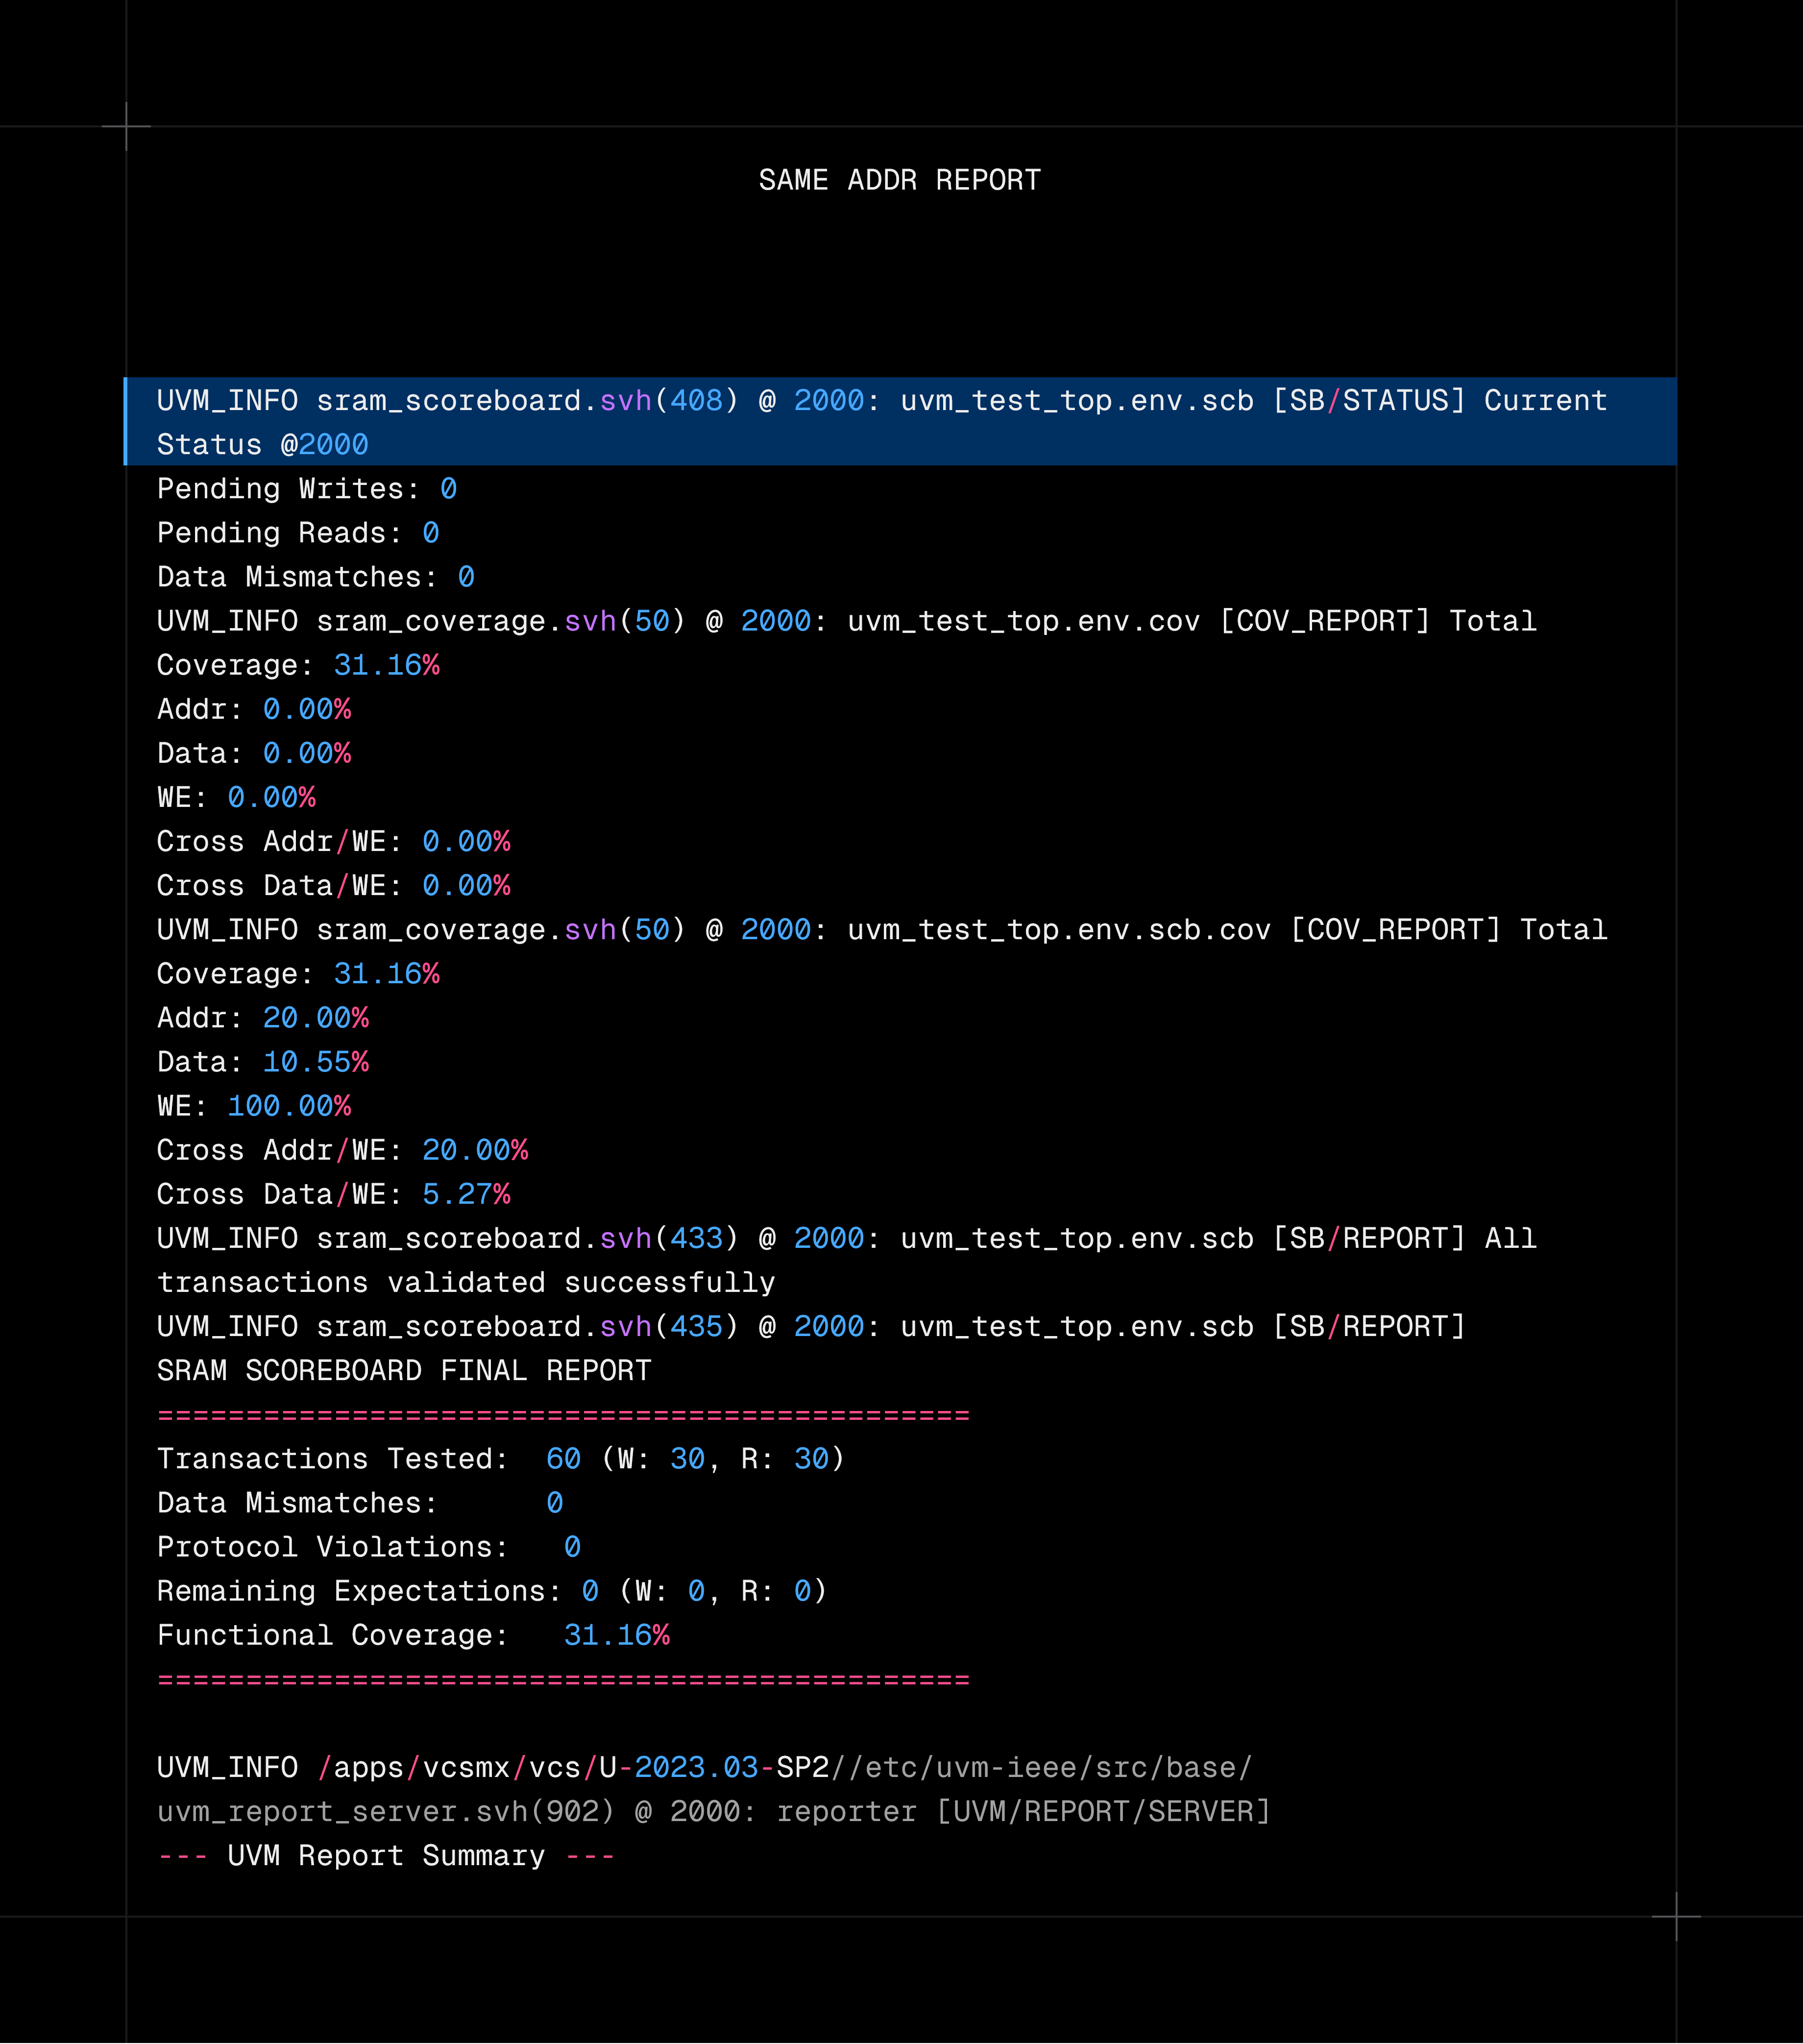 SAME ADDR REPORT
UVM_INFO sram_scoreboard.svh(408) @ 2000: uvm_test_top.env.scb [SB/STATUS] Current
Status @2000
Pending Writes: 0
Pending Reads: 0
Data Mismatches: 0
UVM_INFO sram_coverage.svh(50) @ 2000: uvm_test_top.env.cov [COV_REPORT] Total
Coverage: 31.16%
Addr: 0.00%
Data: 0.00%
WE: 0.00%
Cross Addr/WE: 0.00%
Cross Data/WE: 0.00%
UVM_INFO sram_coverage.svh(50) @ 2000: uvm_test_top.env.scb.cov [COV_REPORT] Total
Coverage: 31.16%
Addr: 20.00%
Data: 10.55%
WE: 100.00%
Cross Addr/WE: 20.00%
Cross Data/WE: 5.27%
UVM_INFO sram_scoreboard.svh(433) @ 2000: uvm_test_top.env.scb [SB/REPORT] All
transactions validated successfully
UVM_INFO sram_scoreboard.svh(435) @ 2000: uvm_test_top.env.scb [SB/REPORT]
SRAM SCOREBOARD FINAL REPORT
==============================================
Transactions Tested:  60 (W: 30, R: 30)
Data Mismatches:      0
Protocol Violations:   0
Remaining Expectations: 0 (W: 0, R: 0)
Functional Coverage:   31.16%
==============================================
UVM_INFO /apps/vcsmx/vcs/U-2023.03-SP2//etc/uvm-ieee/src/base/
uvm_report_server.svh(902) @ 2000: reporter [UVM/REPORT/SERVER]
--- UVM Report Summary ---